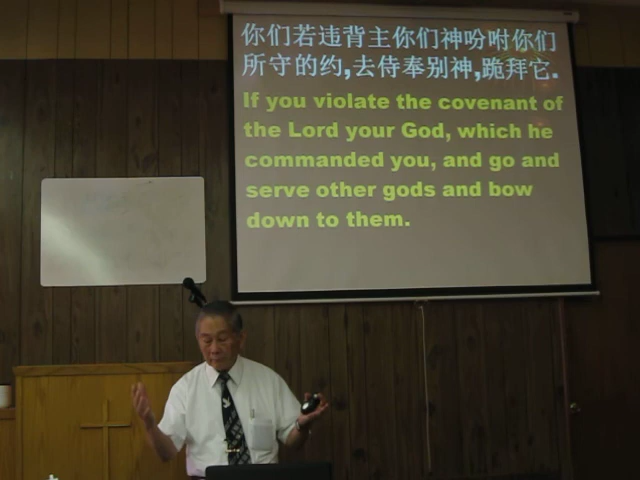 你们若违背主你们神吩咐你们
所守的约,去侍奉别神,跪拜它.
If you violate the covenant of
the Lord your God, which he
commanded you, and go and
serve other gods and bow
down to them.